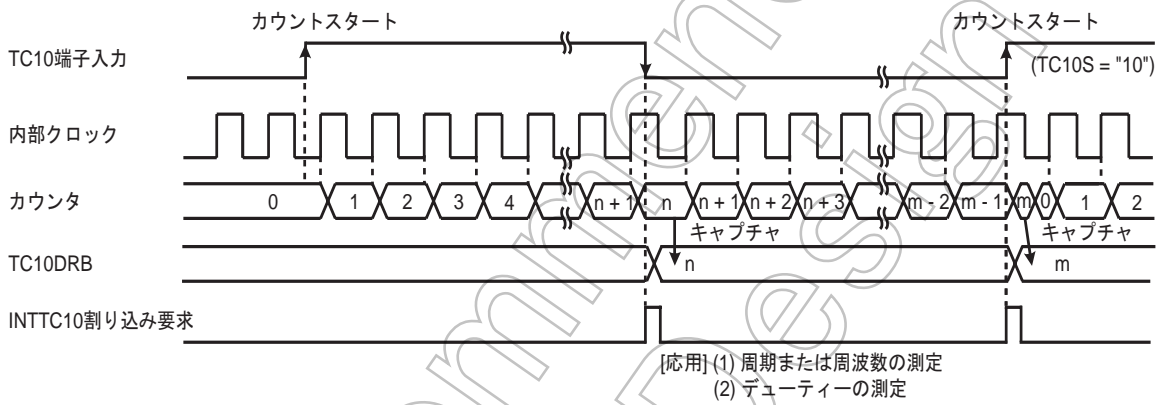 カウントスタート カウントスタート
TC10端子入力
(TC10S = "10")
内部クロック
カウンタ 0 1 2 3 4 n + 1 n n + 1 n + 2 n + 3 m - 2 m - 1 m 0 1 2
キャプチャ キャプチャ
TC10DRB n m
INTTC10割り込み要求
[応用] (1) 周期または周波数の測定
(2) デューティーの測定